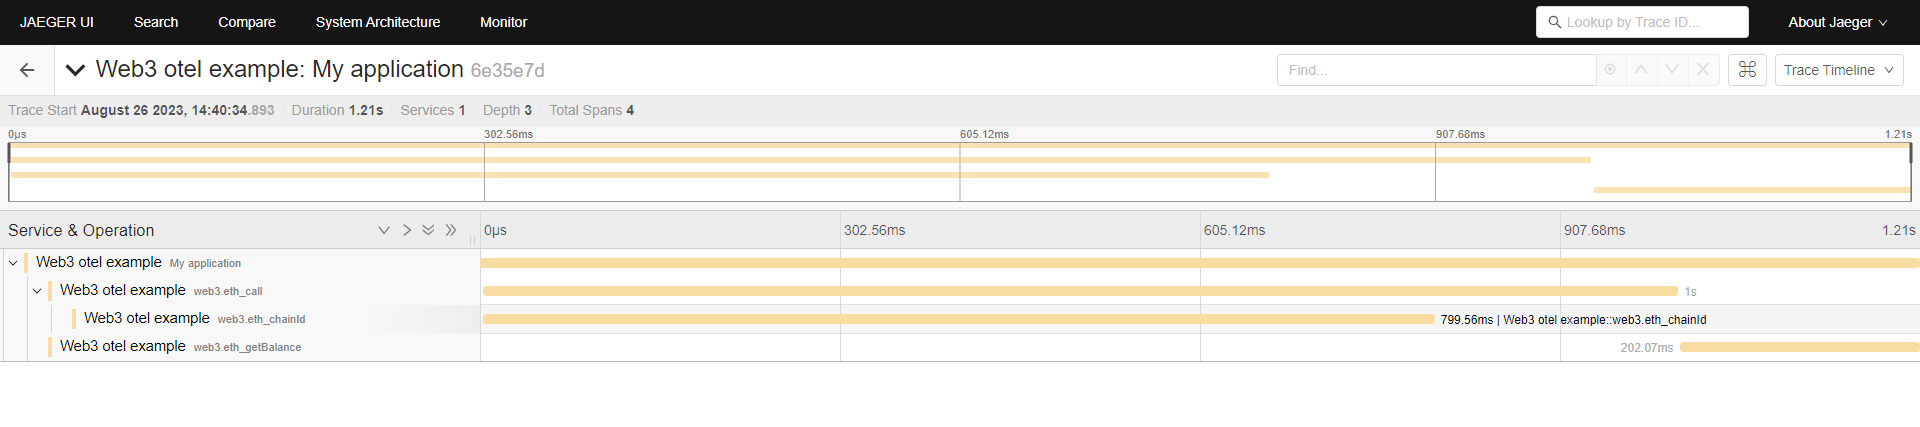 JAEGER UI Search Compare System Architecture Monitor Lookup by Trace ID... About Jaeger
Web3 otel example: My application 6e35e7d Find... Trace Timeline
Trace Start August 26 2023, 14:40:34.893 Duration 1.21s Services 1 Depth 3 Total Spans 4
0μs 302.56ms 605.12ms 907.68ms 1.21s
Service & Operation 0μs 302.56ms 605.12ms 907.68ms 1.21s
Web3 otel example My application
Web3 otel example web3.eth_call 1s
Web3 otel example web3.eth_chainId 799.56ms | Web3 otel example::web3.eth_chainId
Web3 otel example web3.eth_getBalance 202.07ms